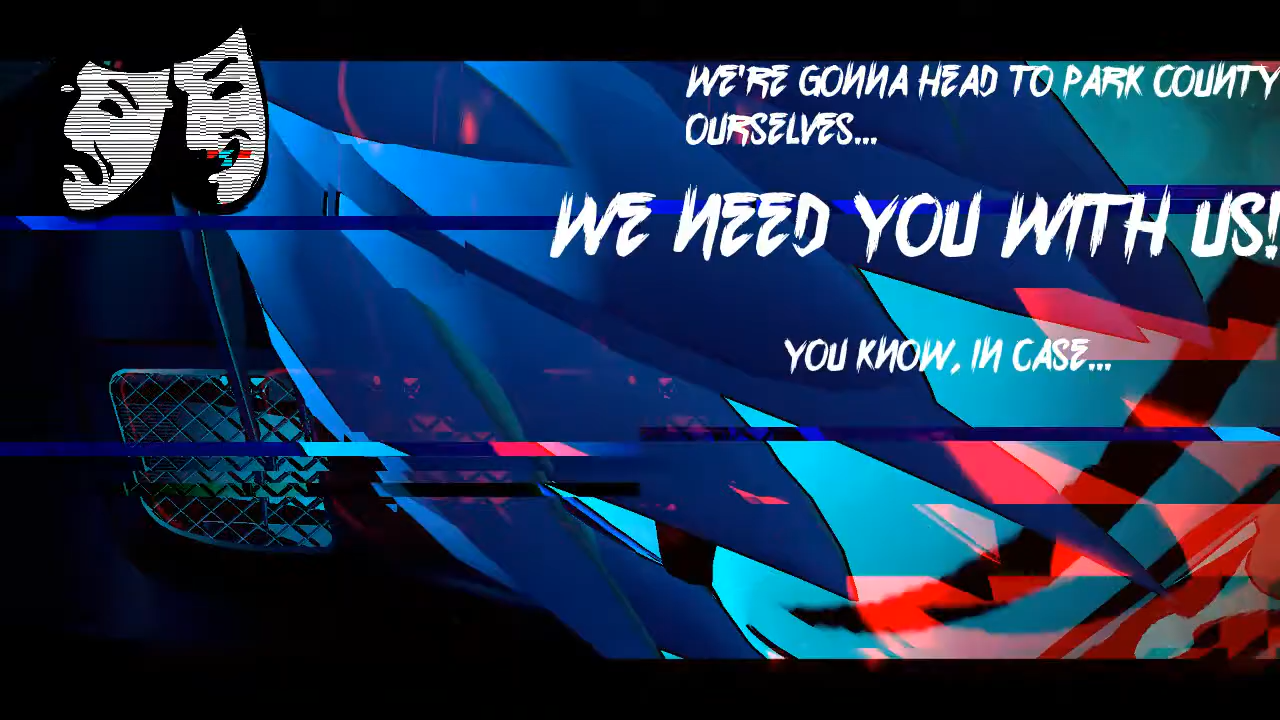 WE'RE GONNA HEAD TO PARK COUNTY
OURSELVES...
WE NEED YOU WITH US!
YOU KNOW, IN CASE...